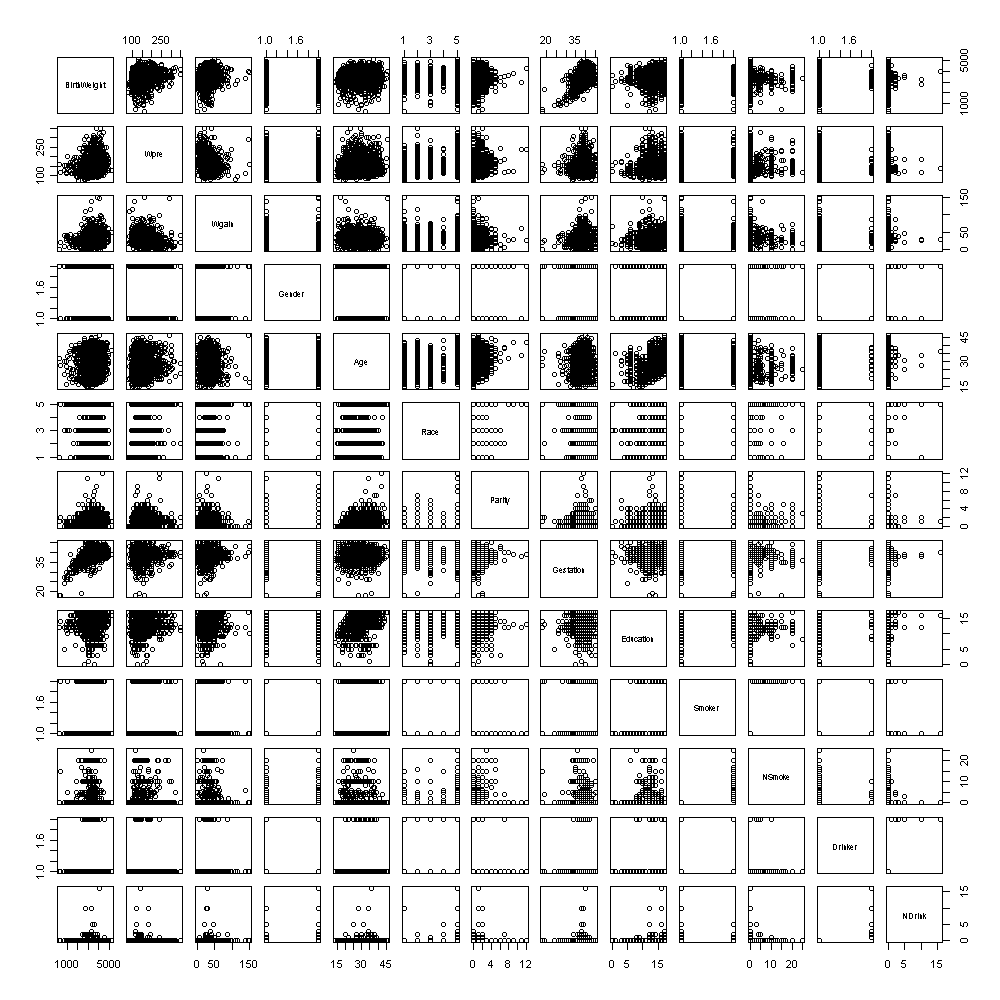 100 250 1.0 1.6 1 3 5 20 35 1.0 1.6 1.0 1.6
BirthWeight 1000 5000
100 250 Wpre
Wgain 0 50 150
1.0 1.6 Gender
Age 15 30 45
1 3 5 Race
Parity 0 4 8 12
20 35 Gestation
Education 0 5 15
1.0 1.6 Smoker
NSmoke 0 10 20
1.0 1.6 Drinker
NDrink 0 5 15
1000 5000 0 50 150 15 30 45 0 4 8 12 0 5 15 0 10 20 0 5 15